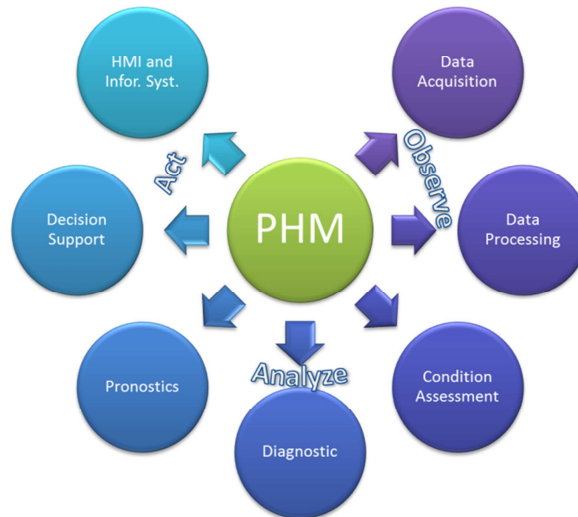 HMI and
Infor. Syst.
Data
Acquisition
Act
Observe
Decision
Support
PHM
Data
Processing
Pronostics
Analyze
Condition
Assessment
Diagnostic